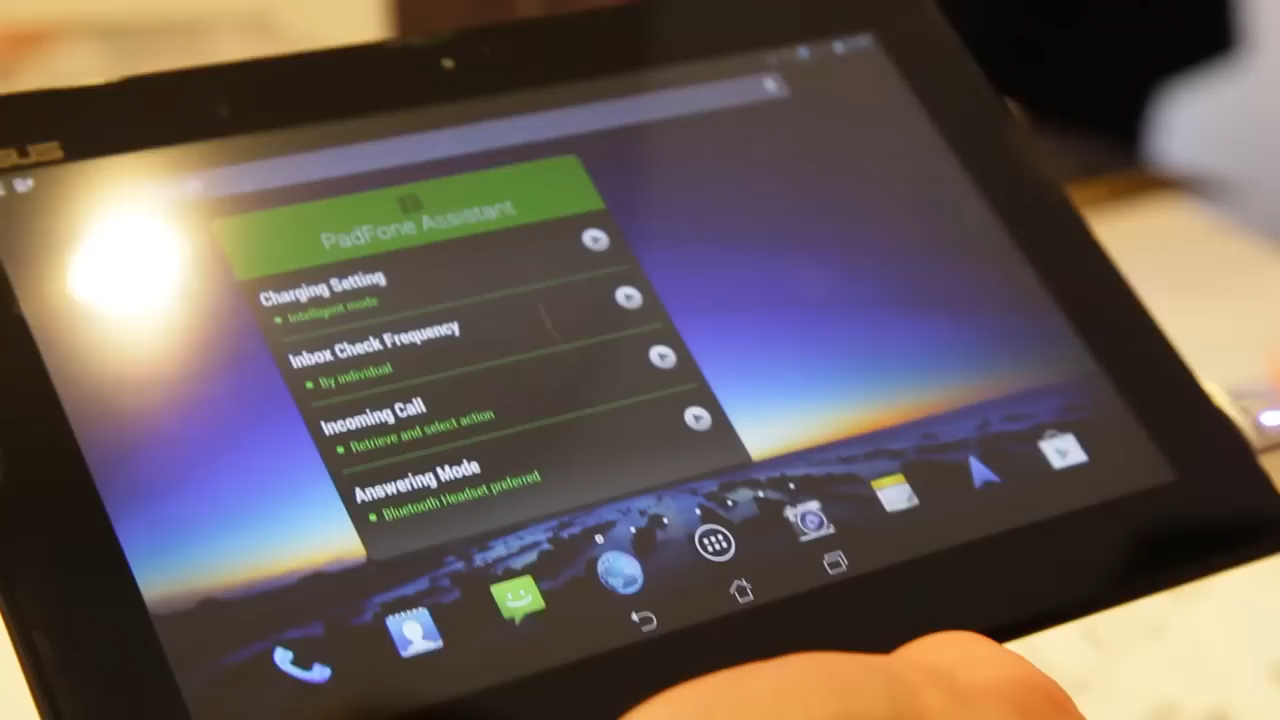 PadFone Assistant
Charging Setting
Intelligent mode
Inbox Check Frequency
By individual
Incoming Call
Retrieve and select action
Answering Mode
Bluetooth Headset preferred